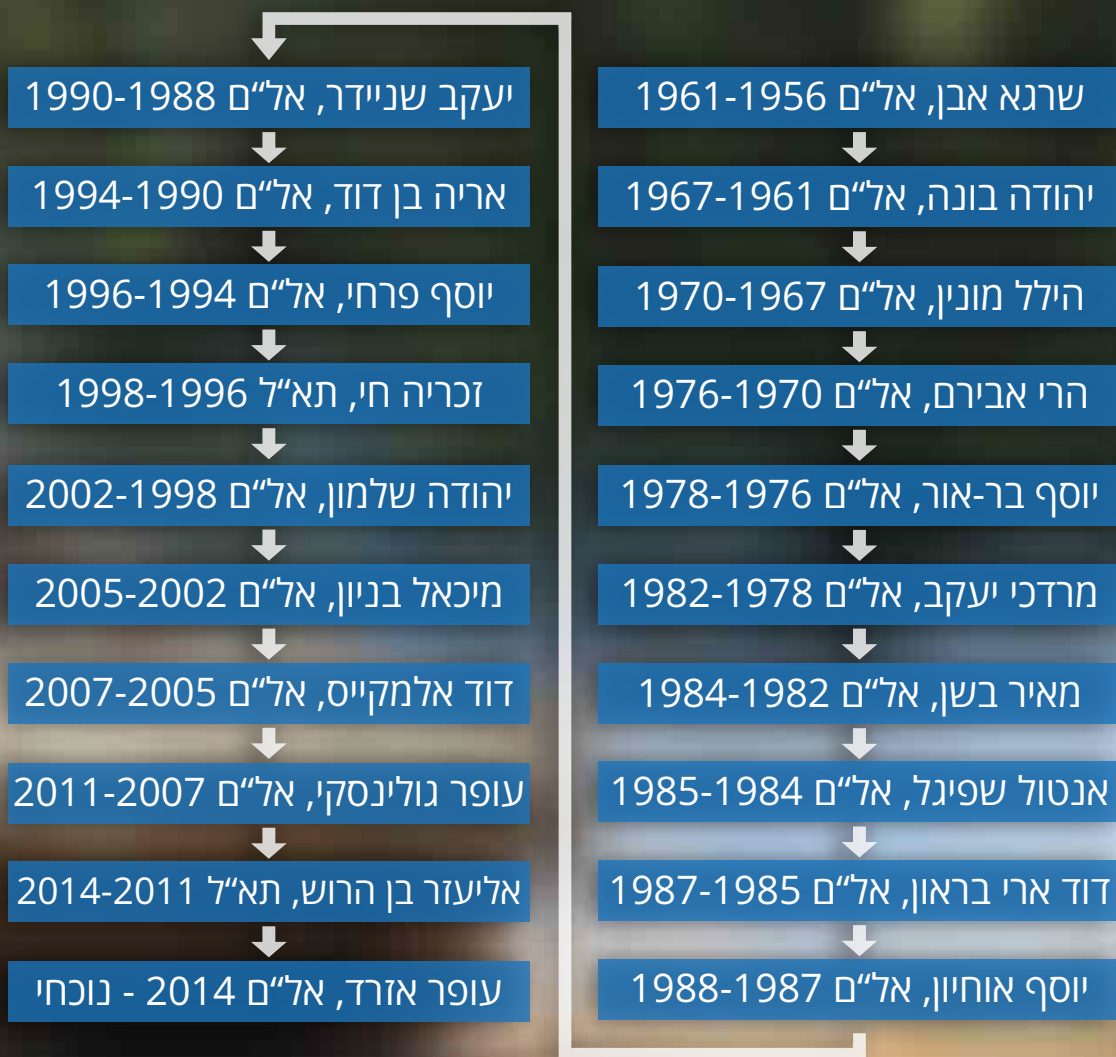 שרגא אבן, אל“ם 1961-1956
יהודה בונה, אל“ם 1967-1961
הילל מונין, אל“ם 1970-1967
הרי אבירם, אל“ם 1976-1970
יוסף בר-אור, אל“ם 1978-1976
מרדכי יעקב, אל“ם 1982-1978
מאיר בשן, אל“ם 1984-1982
אנטול שפיגל, אל“ם 1985-1984
דוד ארי בראון, אל“ם 1987-1985
יוסף אוחיון, אל“ם 1988-1987
יעקב שניידר, אל“ם 1990-1988
אריה בן דוד, אל“ם 1994-1990
יוסף פרחי, אל“ם 1996-1994
זכריה חי, תא“ל 1998-1996
יהודה שלמון, אל“ם 2002-1998
מיכאל בניון, אל“ם 2005-2002
דוד אלמקייס, אל“ם 2007-2005
עופר גולינסקי, אל“ם 2011-2007
אליעזר בן הרוש, תא“ל 2014-2011
עופר אזרד, אל“ם 2014 - נוכחי